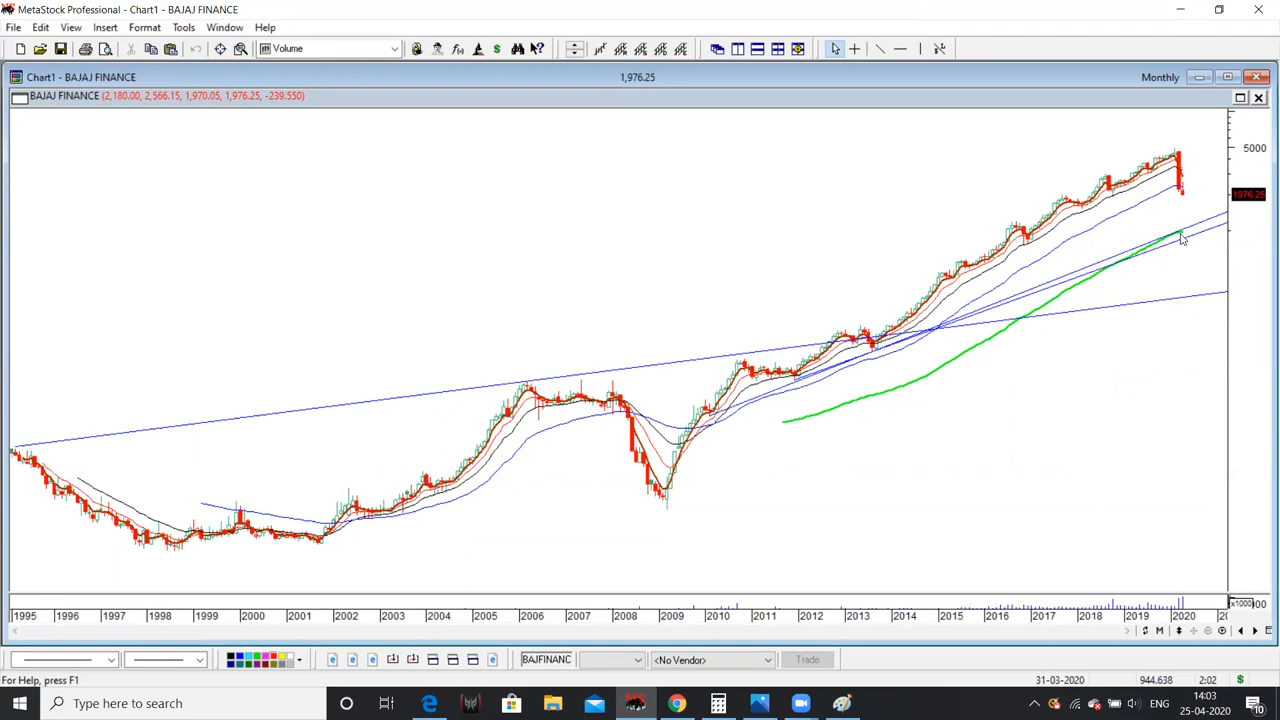 MetaStock Professional - Chart1 - BAJAJ FINANCE
File Edit View Insert Format Tools Window Help
Volume
Chart1 - BAJAJ FINANCE 1,976.25 Monthly
BAJAJ FINANCE (2,180.00, 2,566.15, 1,970.05, 1,976.25, -239.550)
5000
1976.25
x1000
1995 1996 1997 1998 1999 2000 2001 2002 2003 2004 2005 2006 2007 2008 2009 2010 2011 2012 2013 2014 2015 2016 2017 2018 2019 2020
M
BAJFINANC <No Vendor> Trade
For Help, press F1 31-03-2020 944.638 2:02 $
Type here to search ENG 14:03
25-04-2020 10